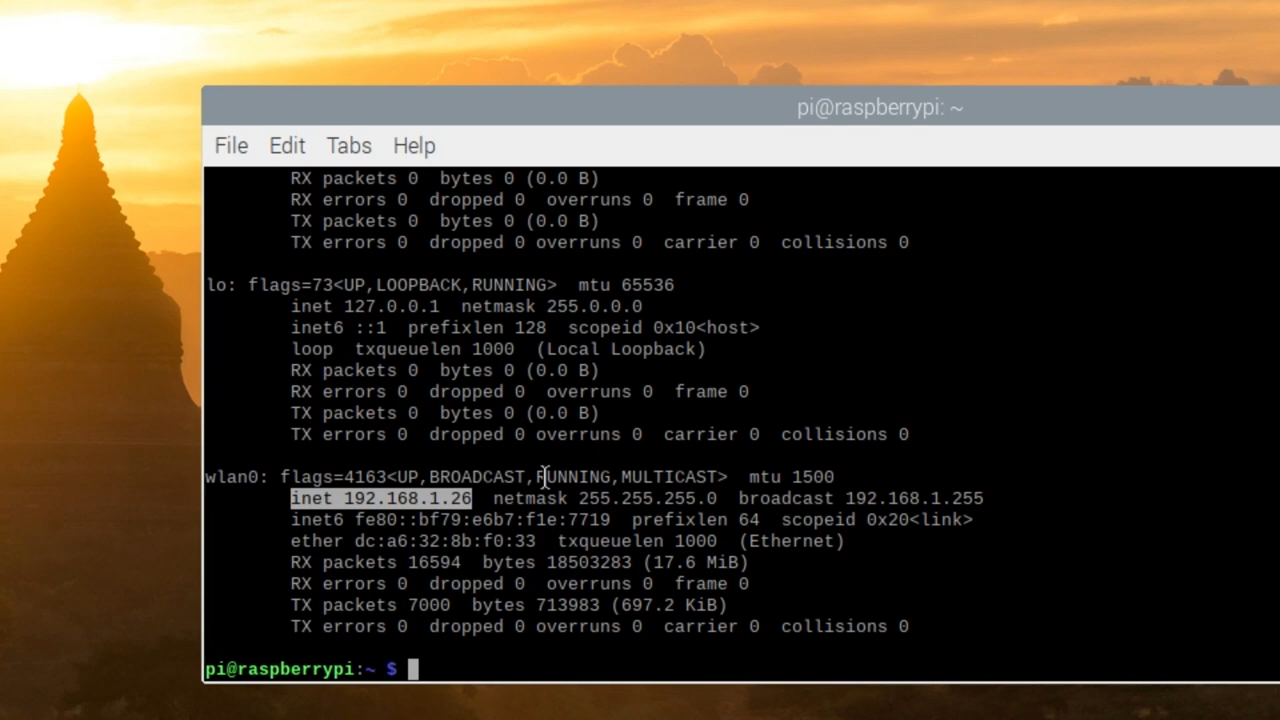 pi@raspberrypi: ~
File Edit Tabs Help
RX packets 0  bytes 0 (0.0 B)
RX errors 0  dropped 0  overruns 0  frame 0
TX packets 0  bytes 0 (0.0 B)
TX errors 0  dropped 0 overruns 0  carrier 0  collisions 0
lo: flags=73<UP,LOOPBACK,RUNNING>  mtu 65536
inet 127.0.0.1  netmask 255.0.0.0
inet6 ::1  prefixlen 128  scopeid 0x10<host>
loop  txqueuelen 1000  (Local Loopback)
RX packets 0  bytes 0 (0.0 B)
RX errors 0  dropped 0  overruns 0  frame 0
TX packets 0  bytes 0 (0.0 B)
TX errors 0  dropped 0 overruns 0  carrier 0  collisions 0
wlan0: flags=4163<UP,BROADCAST,RUNNING,MULTICAST>  mtu 1500
inet 192.168.1.26  netmask 255.255.255.0  broadcast 192.168.1.255
inet6 fe80::bf79:e6b7:f1e:7719  prefixlen 64  scopeid 0x20<link>
ether dc:a6:32:8b:f0:33  txqueuelen 1000  (Ethernet)
RX packets 16594  bytes 18503283 (17.6 MiB)
RX errors 0  dropped 0  overruns 0  frame 0
TX packets 7000  bytes 713983 (697.2 KiB)
TX errors 0  dropped 0 overruns 0  carrier 0  collisions 0
pi@raspberrypi:~ $